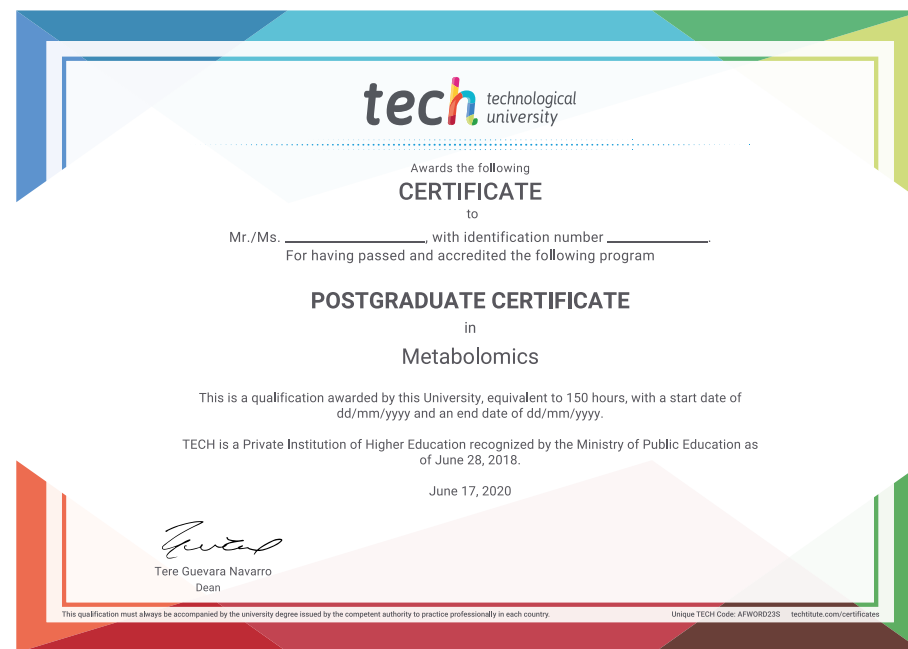 tech technological
university
Awards the following
CERTIFICATE
to
Mr./Ms. ____________________, with identification number ______________.
For having passed and accredited the following program
POSTGRADUATE CERTIFICATE
in
Metabolomics
This is a qualification awarded by this University, equivalent to 150 hours, with a start date of
dd/mm/yyyy and an end date of dd/mm/yyyy.
TECH is a Private Institution of Higher Education recognized by the Ministry of Public Education as
of June 28, 2018.
June 17, 2020
Tere Guevara Navarro
Dean
This qualification must always be accompanied by the university degree issued by the competent authority to practice professionally in each country. Unique TECH Code: AFWORD23S techtitute.com/certificates